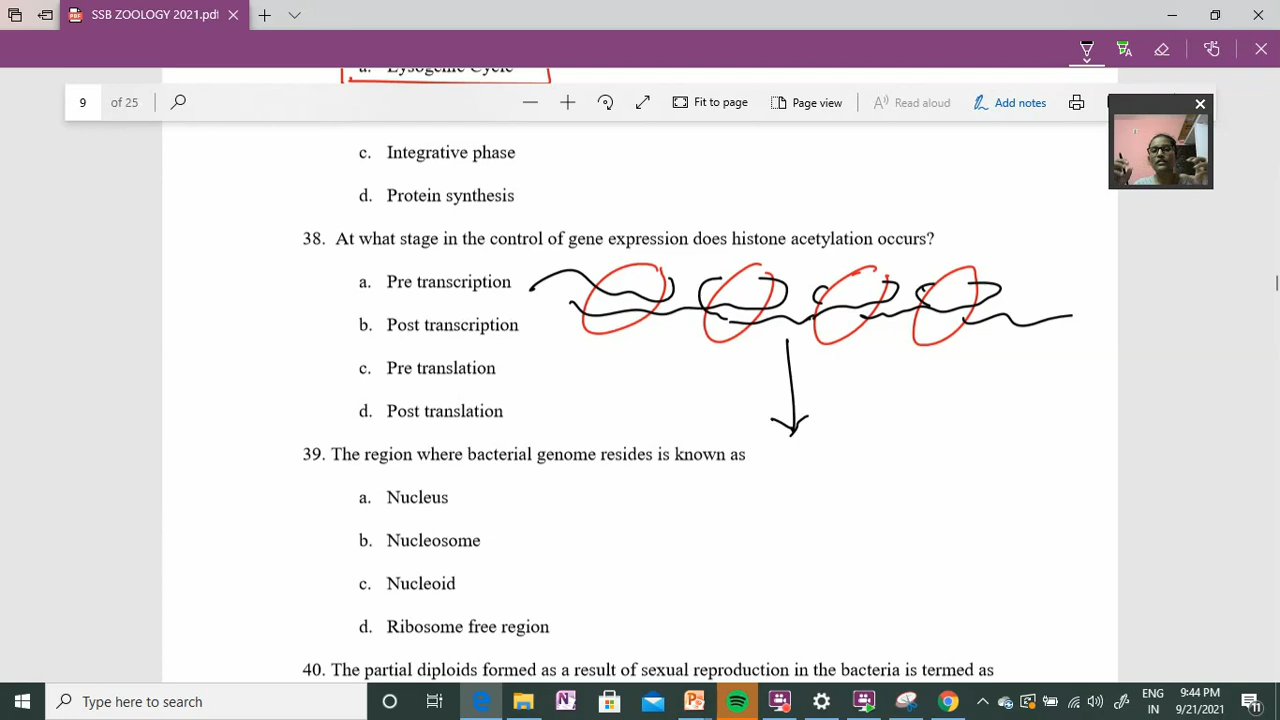 SSB ZOOLOGY 2021.pdf
a. Lysogenic Cycle
9 of 25
Fit to page
Page view
Read aloud
Add notes
c. Integrative phase
d. Protein synthesis
38. At what stage in the control of gene expression does histone acetylation occurs?
a. Pre transcription
b. Post transcription
c. Pre translation
d. Post translation
39. The region where bacterial genome resides is known as
a. Nucleus
b. Nucleosome
c. Nucleoid
d. Ribosome free region
40. The partial diploids formed as a result of sexual reproduction in the bacteria is termed as
Type here to search
ENG
IN
9:44 PM
9/21/2021
11